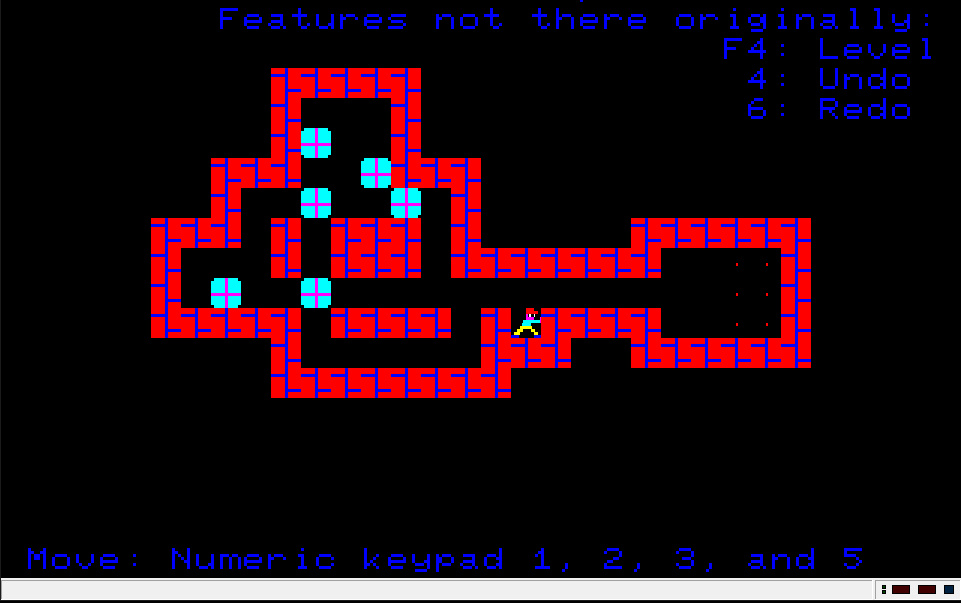 Features not there originally:
F4: Level
4: Undo
6: Redo
Move: Numeric keypad 1, 2, 3, and 5